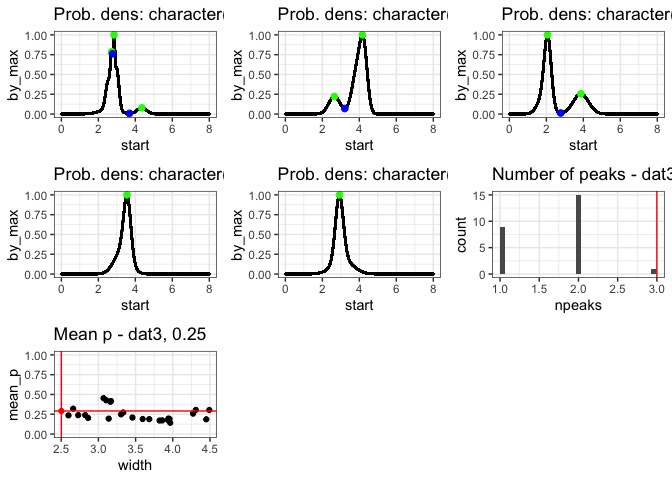 Prob. dens: character(
by_max
1.00
0.75
0.50
0.25
0.00
0 2 4 6 8
start
Prob. dens: character(
by_max
1.00
0.75
0.50
0.25
0.00
0 2 4 6 8
start
Prob. dens: character(
by_max
1.00
0.75
0.50
0.25
0.00
0 2 4 6 8
start
Prob. dens: character(
by_max
1.00
0.75
0.50
0.25
0.00
0 2 4 6 8
start
Prob. dens: character(
by_max
1.00
0.75
0.50
0.25
0.00
0 2 4 6 8
start
Number of peaks - dat3
count
15
10
5
0
1.0 1.5 2.0 2.5 3.0
npeaks
Mean p - dat3, 0.25
mean_p
1.00
0.75
0.50
0.25
0.00
2.5 3.0 3.5 4.0 4.5
width